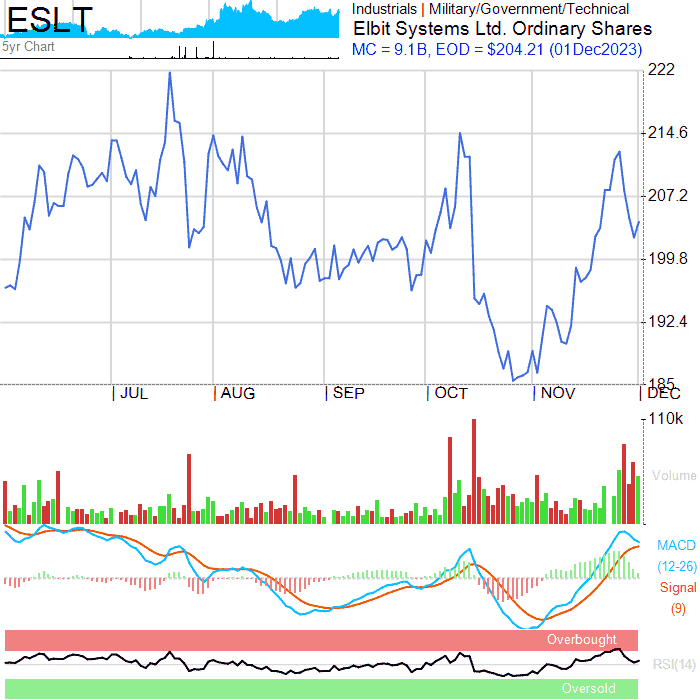 ESLT
5yr Chart
Industrials | Military/Government/Technical
Elbit Systems Ltd. Ordinary Shares
MC = 9.1B, EOD = $204.21 (01Dec2023)
222
214.6
207.2
199.8
192.4
185
JUL AUG SEP OCT NOV DEC
110k
Volume
MACD
(12-26)
Signal
(9)
Overbought
RSI(14)
Oversold